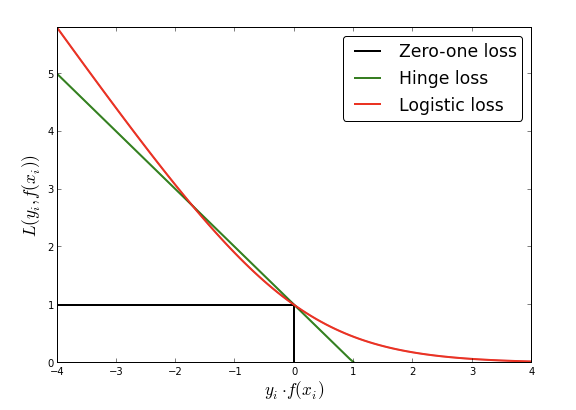 Zero-one loss
Hinge loss
Logistic loss
L(y_i, f(x_i))
5
4
3
2
1
0
−4 −3 −2 −1 0 1 2 3 4
y_i · f(x_i)